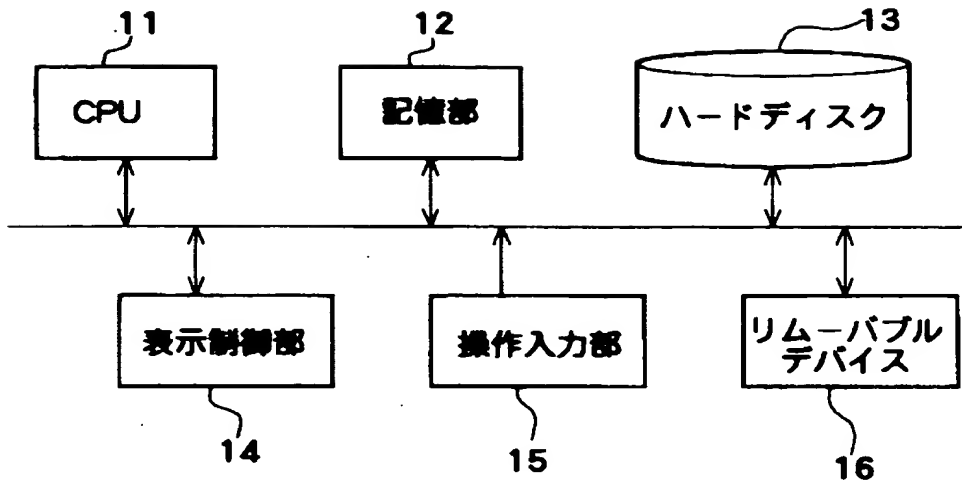 11
12
13
CPU
記憶部
ハードディスク
表示制御部
操作入力部
リムーバブル
デバイス
14
15
16